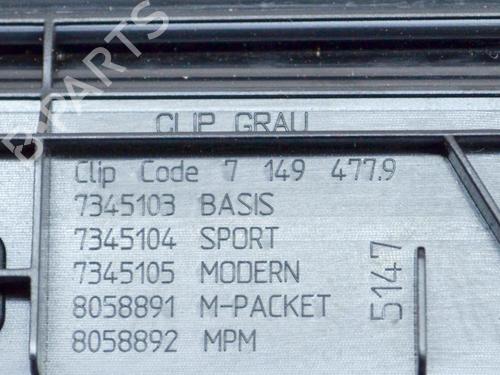 CLIP GRAU
Clip Code 7 149 477.9
7345103 BASIS
7345104 SPORT
7345105 MODERN
8058891 M-PACKET
8058892 MPM
5147
B-PARTS